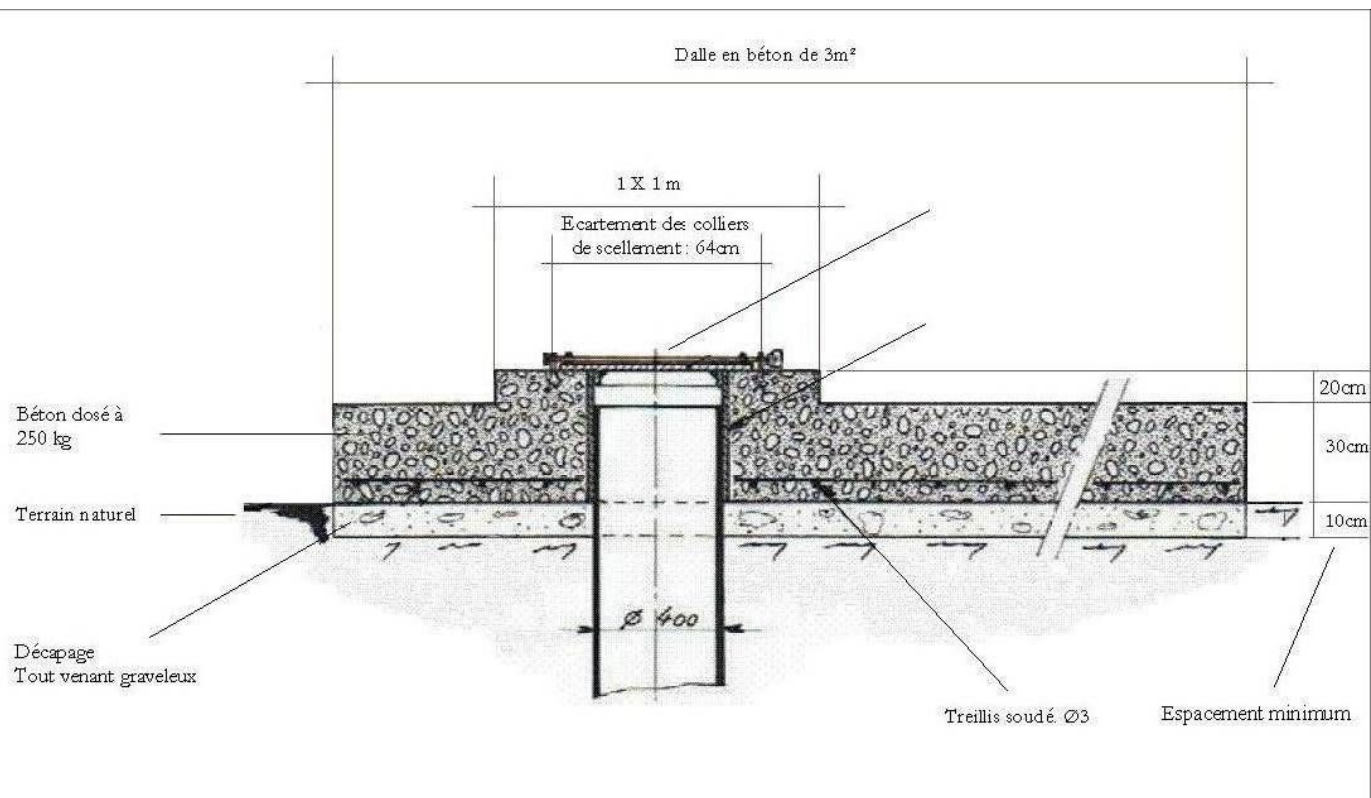 Dalle en béton de 3m²
1 X 1 m
Ecartement des colliers
de scellement : 64cm
20cm
Béton dosé à
250 kg
30cm
Terrain naturel
10cm
Ø 400
Décapage
Tout venant graveleux
Treillis soudé. Ø3
Espacement minimum